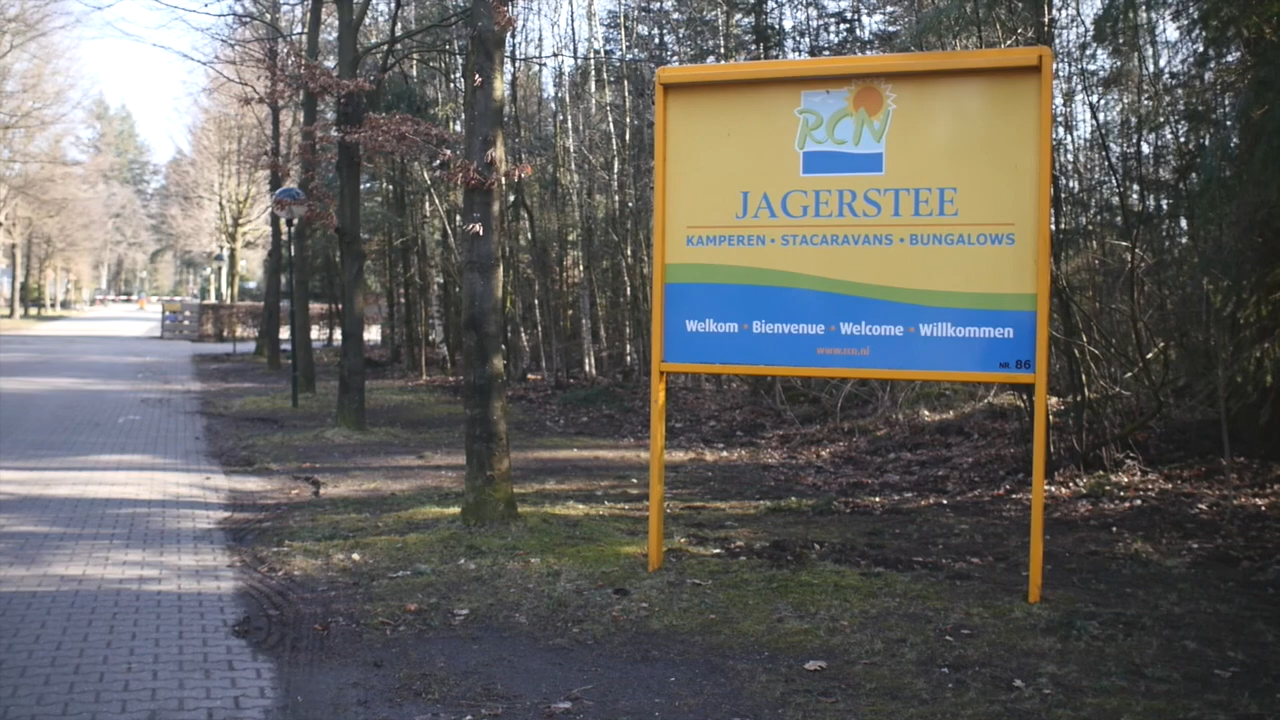 RCN
JAGERSTEE
KAMPEREN • STACARAVANS • BUNGALOWS
Welkom • Bienvenue • Welcome • Willkommen
www.rcn.nl
NR. 86